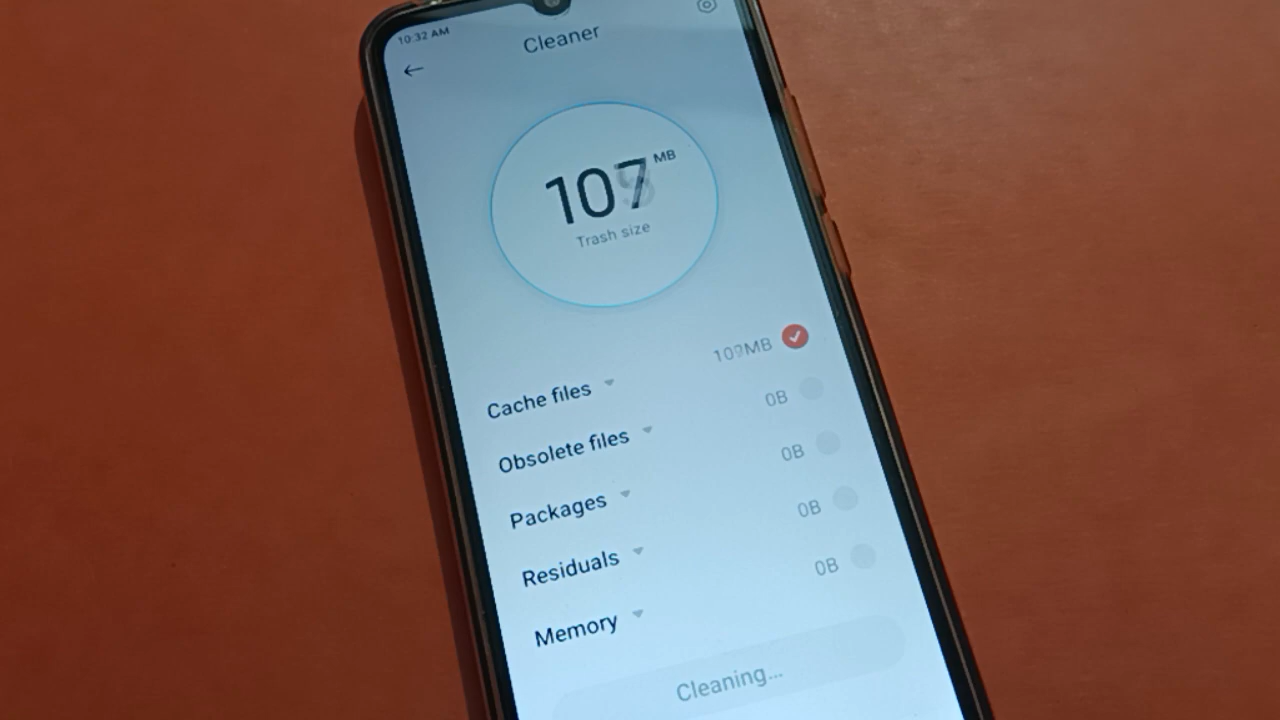 10:32 AM
Cleaner
107 MB
Trash size
Cache files
Obsolete files 0B
Packages 0B
Residuals 0B
Memory 0B
Cleaning...